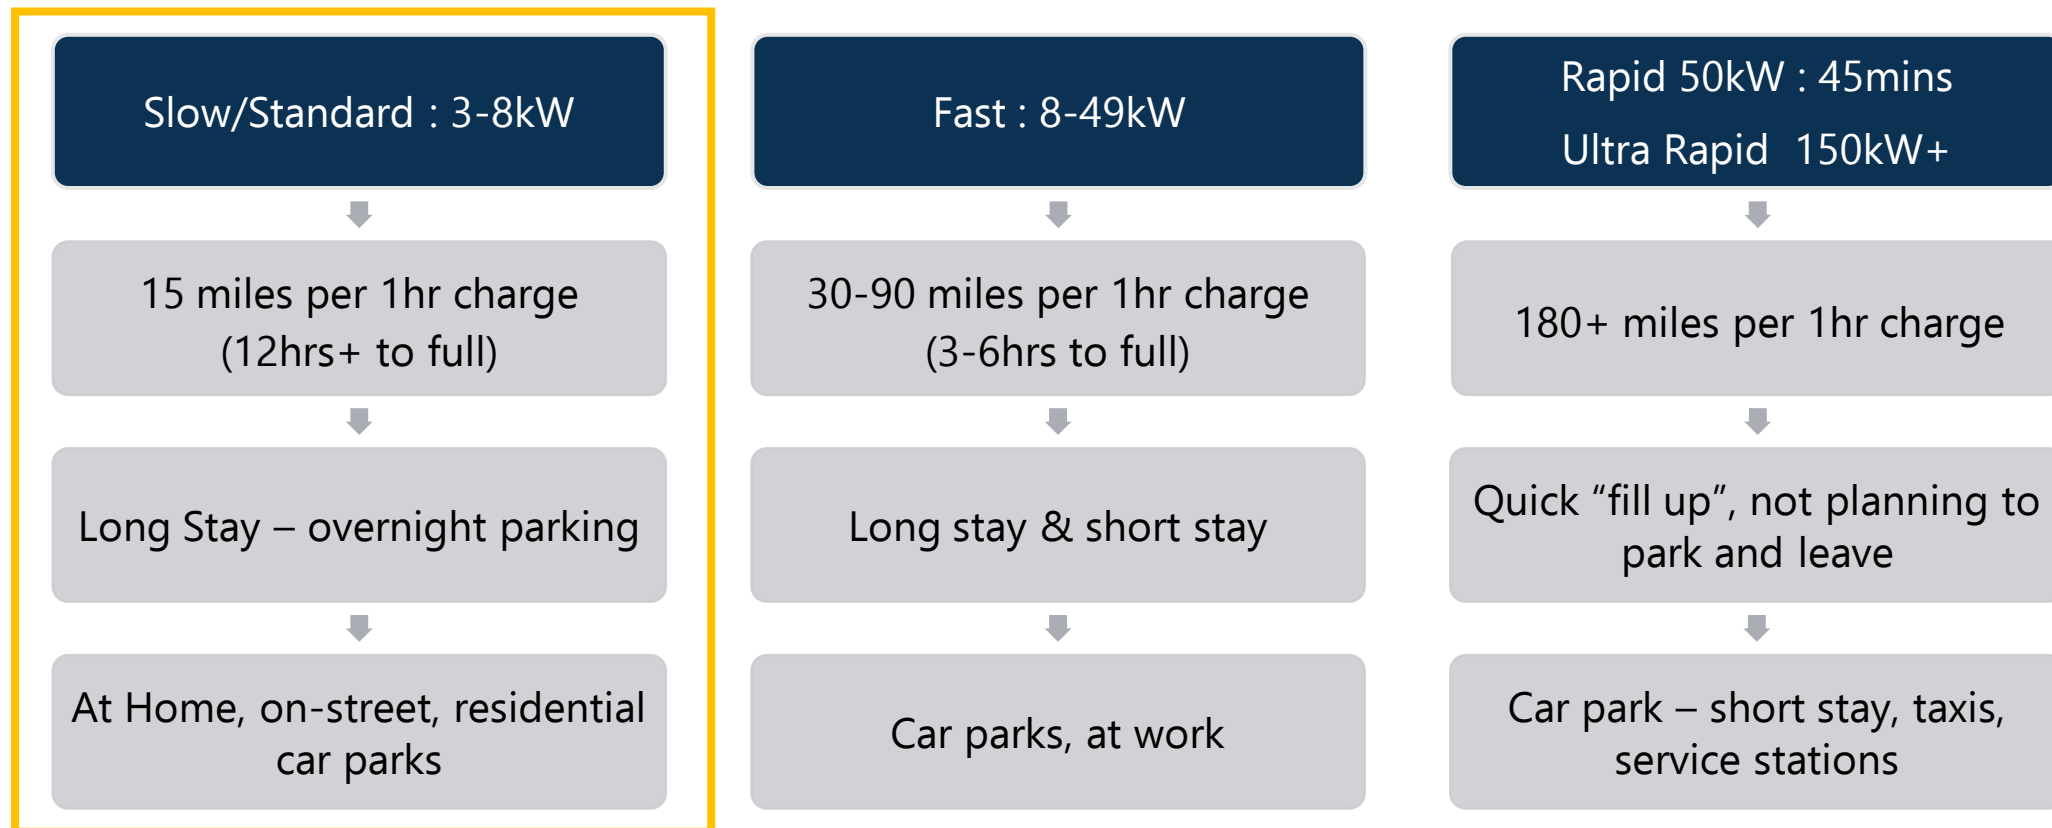 Slow/Standard : 3-8kW
15 miles per 1hr charge
(12hrs+ to full)
Long Stay – overnight parking
At Home, on-street, residential
car parks
Fast : 8-49kW
30-90 miles per 1hr charge
(3-6hrs to full)
Long stay & short stay
Car parks, at work
Rapid 50kW : 45mins
Ultra Rapid  150kW+
180+ miles per 1hr charge
Quick “fill up”, not planning to
park and leave
Car park – short stay, taxis,
service stations